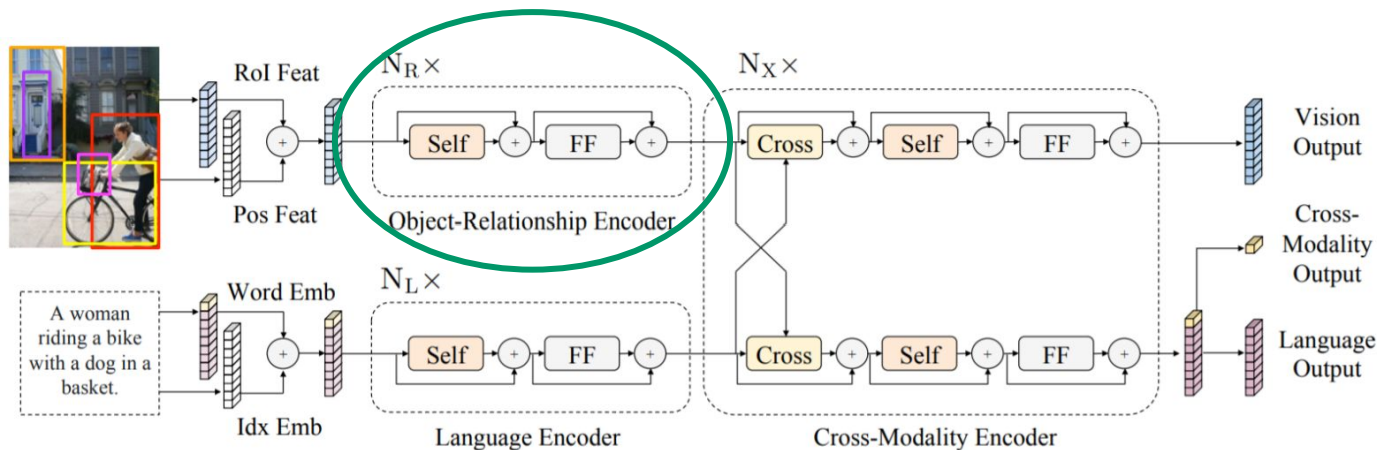 RoI Feat
Pos Feat
N_R×
Self
+
FF
+
+
Object-Relationship Encoder
A woman
riding a bike
with a dog in a
basket.
Word Emb
Idx Emb
+
N_L×
Self
+
FF
+
Language Encoder
N_X×
Cross
+
Self
+
FF
+
Cross
+
Self
+
FF
+
Cross-Modality Encoder
Vision
Output
Cross-
Modality
Output
Language
Output